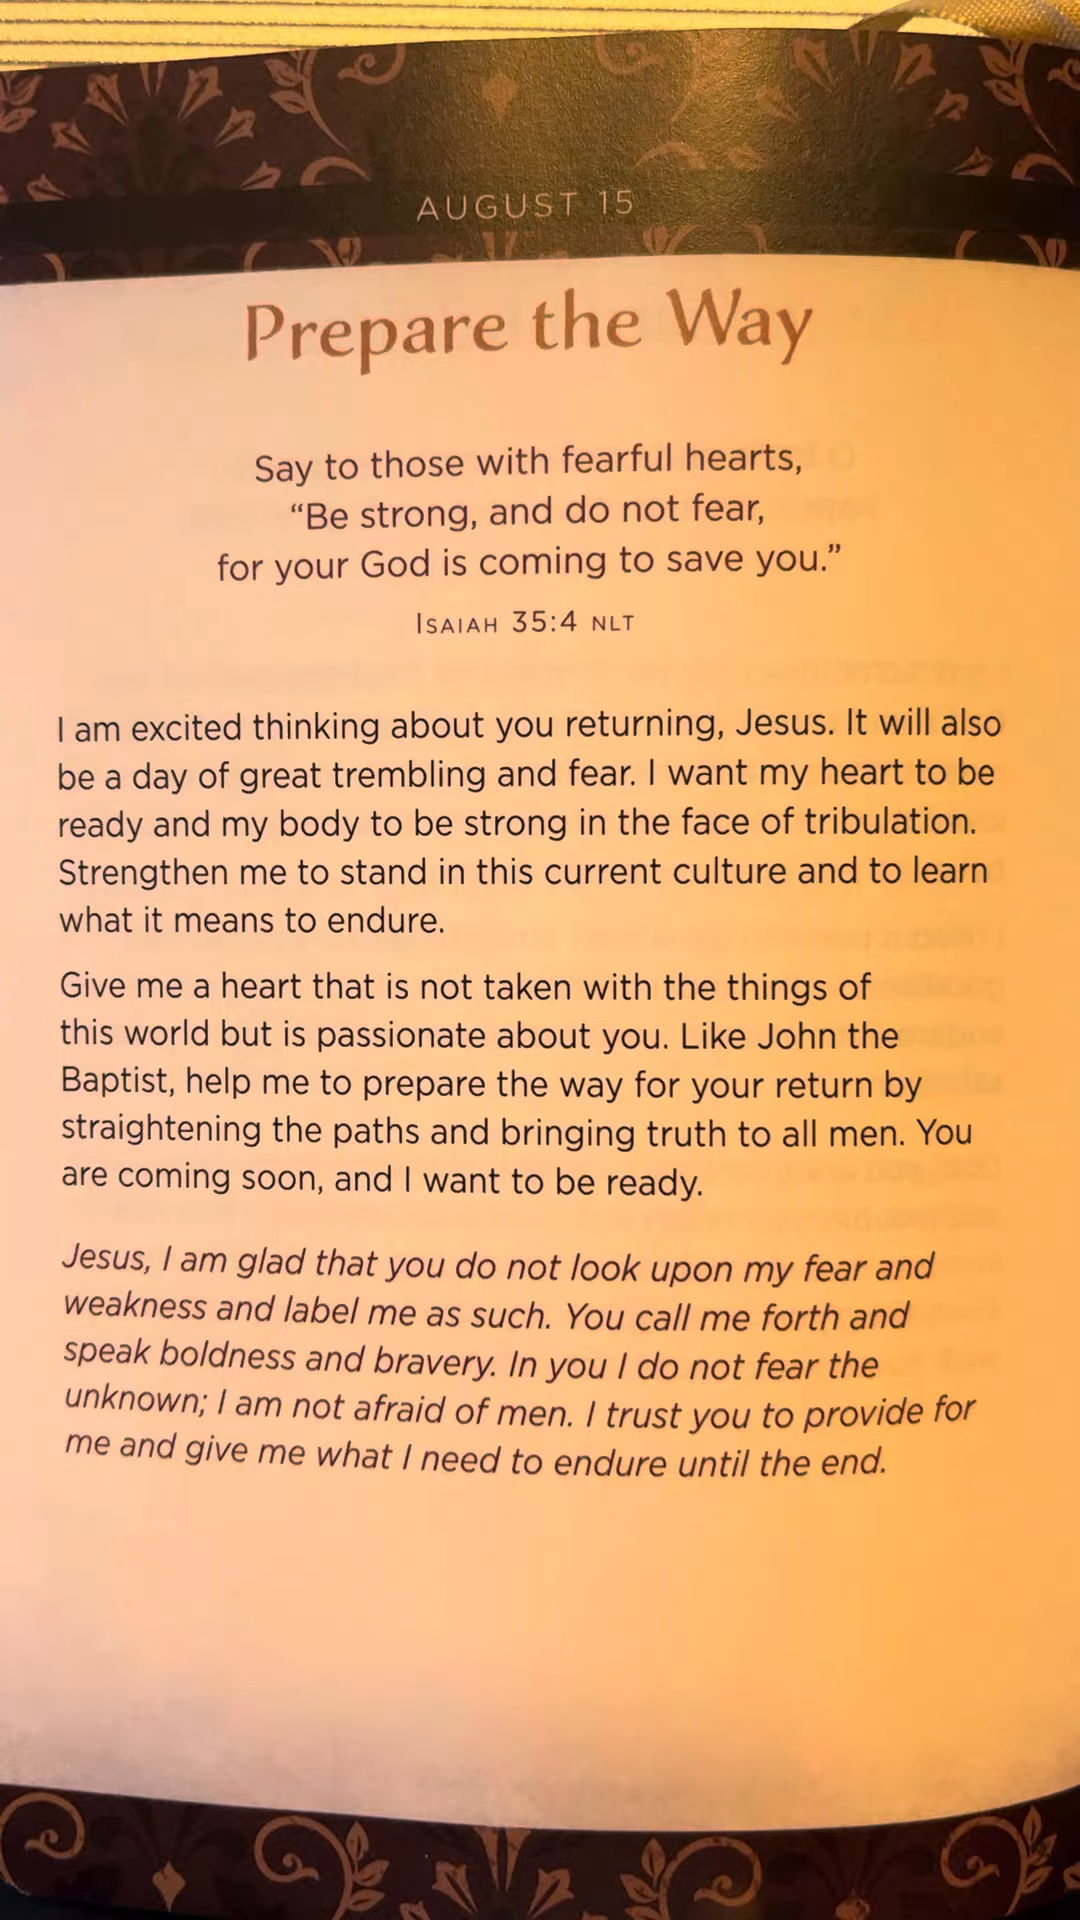 AUGUST 15
Prepare the Way
Say to those with fearful hearts,
“Be strong, and do not fear,
for your God is coming to save you.”
Isaiah 35:4 NLT
I am excited thinking about you returning, Jesus. It will also
be a day of great trembling and fear. I want my heart to be
ready and my body to be strong in the face of tribulation.
Strengthen me to stand in this current culture and to learn
what it means to endure.
Give me a heart that is not taken with the things of
this world but is passionate about you. Like John the
Baptist, help me to prepare the way for your return by
straightening the paths and bringing truth to all men. You
are coming soon, and I want to be ready.
Jesus, I am glad that you do not look upon my fear and
weakness and label me as such. You call me forth and
speak boldness and bravery. In you I do not fear the
unknown; I am not afraid of men. I trust you to provide for
me and give me what I need to endure until the end.